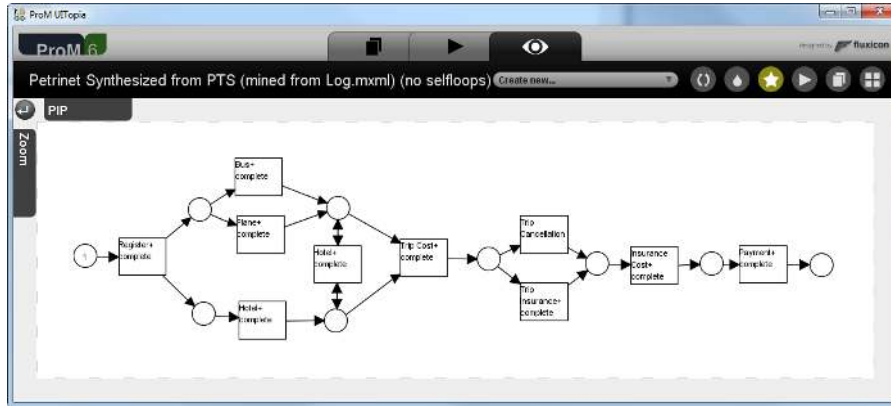 ProM UITopia
ProM 6
designed by fluxicon
Petrinet Synthesized from PTS (mined from Log.mxml) (no selfloops)
Create new...
PIP
Zoom
Bus+
complete
Plane+
complete
Register+
complete
Hotel+
complete
Hotel+
complete
Trip Cost+
complete
Trip
Cancellation
Trip
Insurance+
complete
Insurance
Cost+
complete
Payment+
complete
1